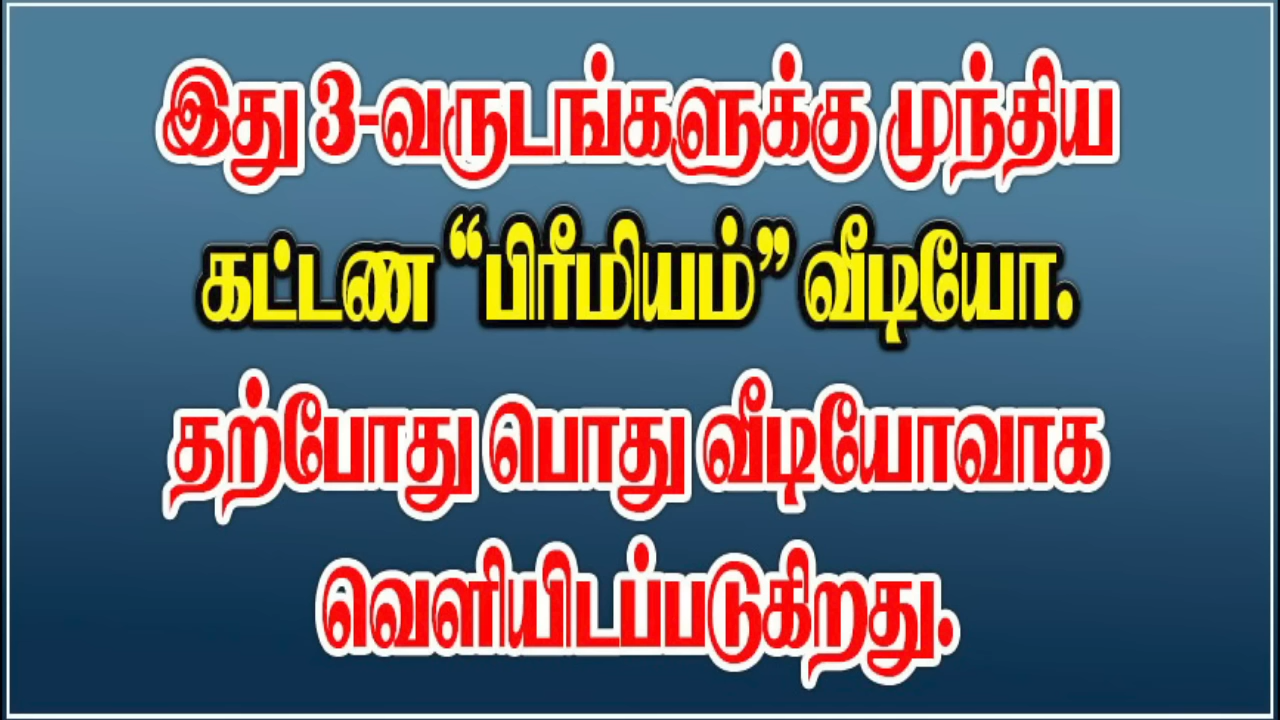 இது 3-வருடங்களுக்கு முந்திய
கட்டண “பிரீமியம்” வீடியோ.
தற்போது பொது வீடியோவாக
வெளியிடப்படுகிறது.